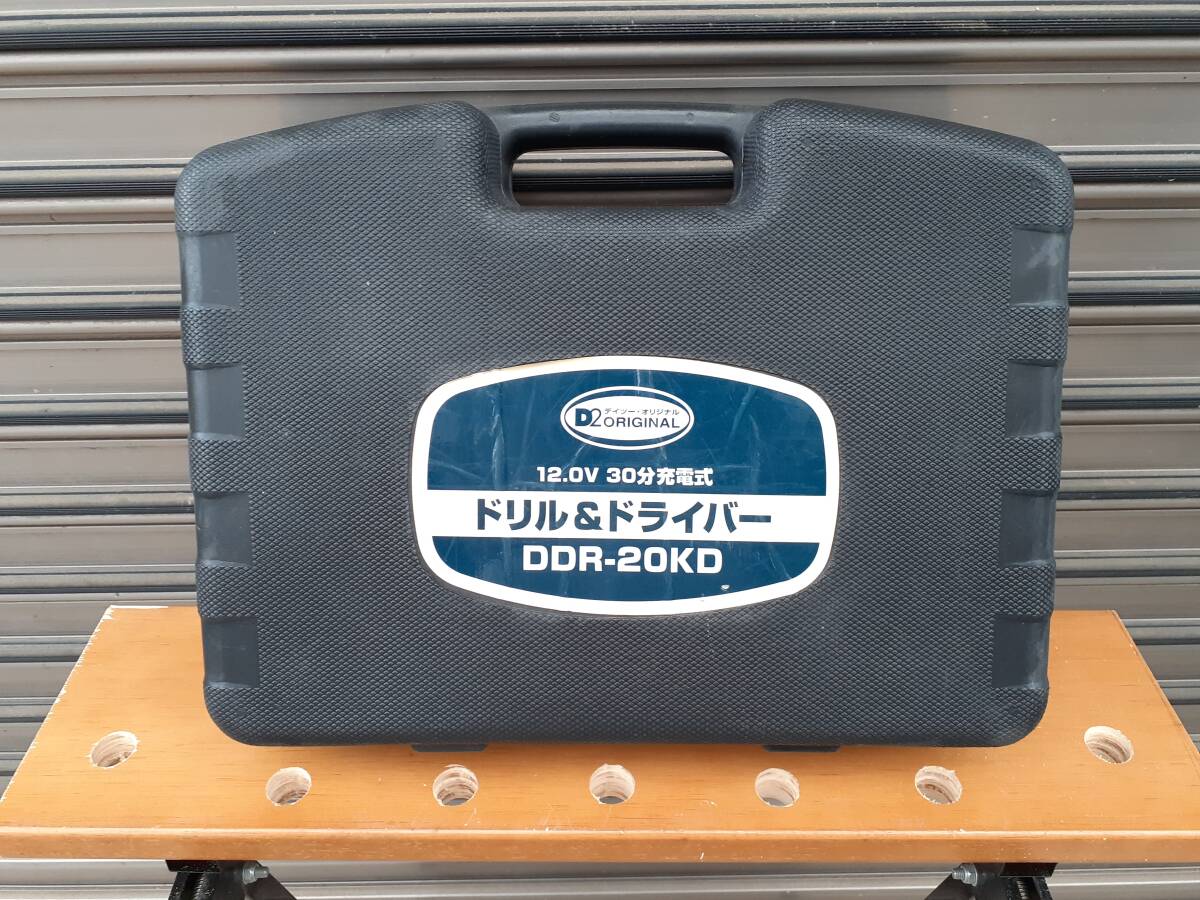 デイツー・オリジナル
D2 ORIGINAL
12.0V 30分充電式
ドリル&ドライバー
DDR-20KD